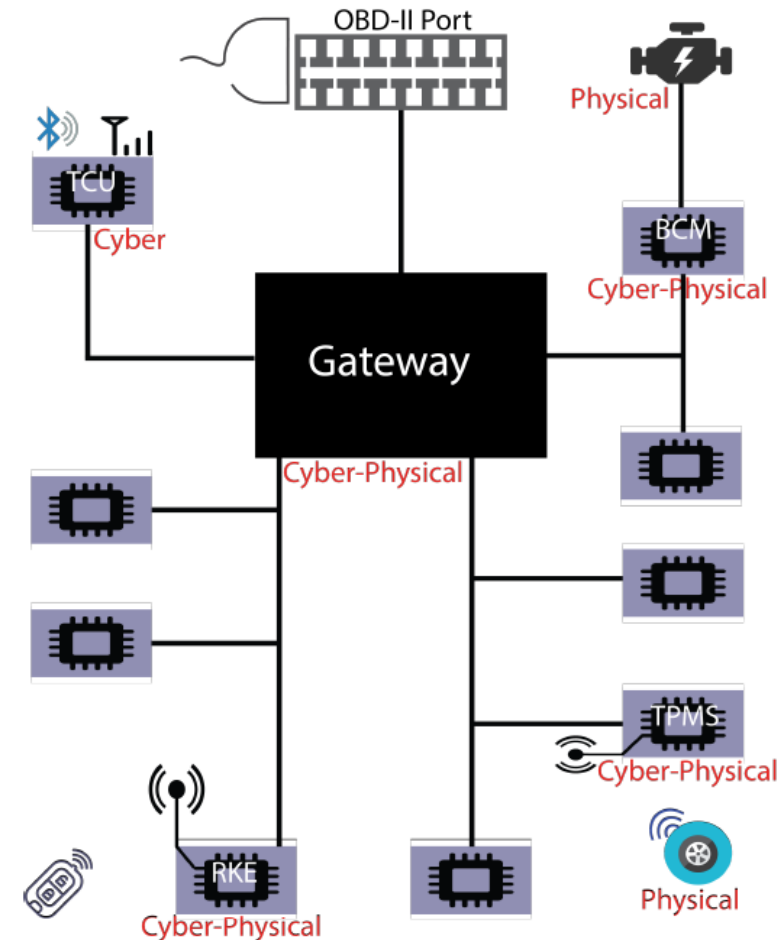 OBD-II Port
Physical
TCU
Cyber
BCM
Cyber-Physical
Gateway
Cyber-Physical
TPMS
Cyber-Physical
RKE
Cyber-Physical
Physical